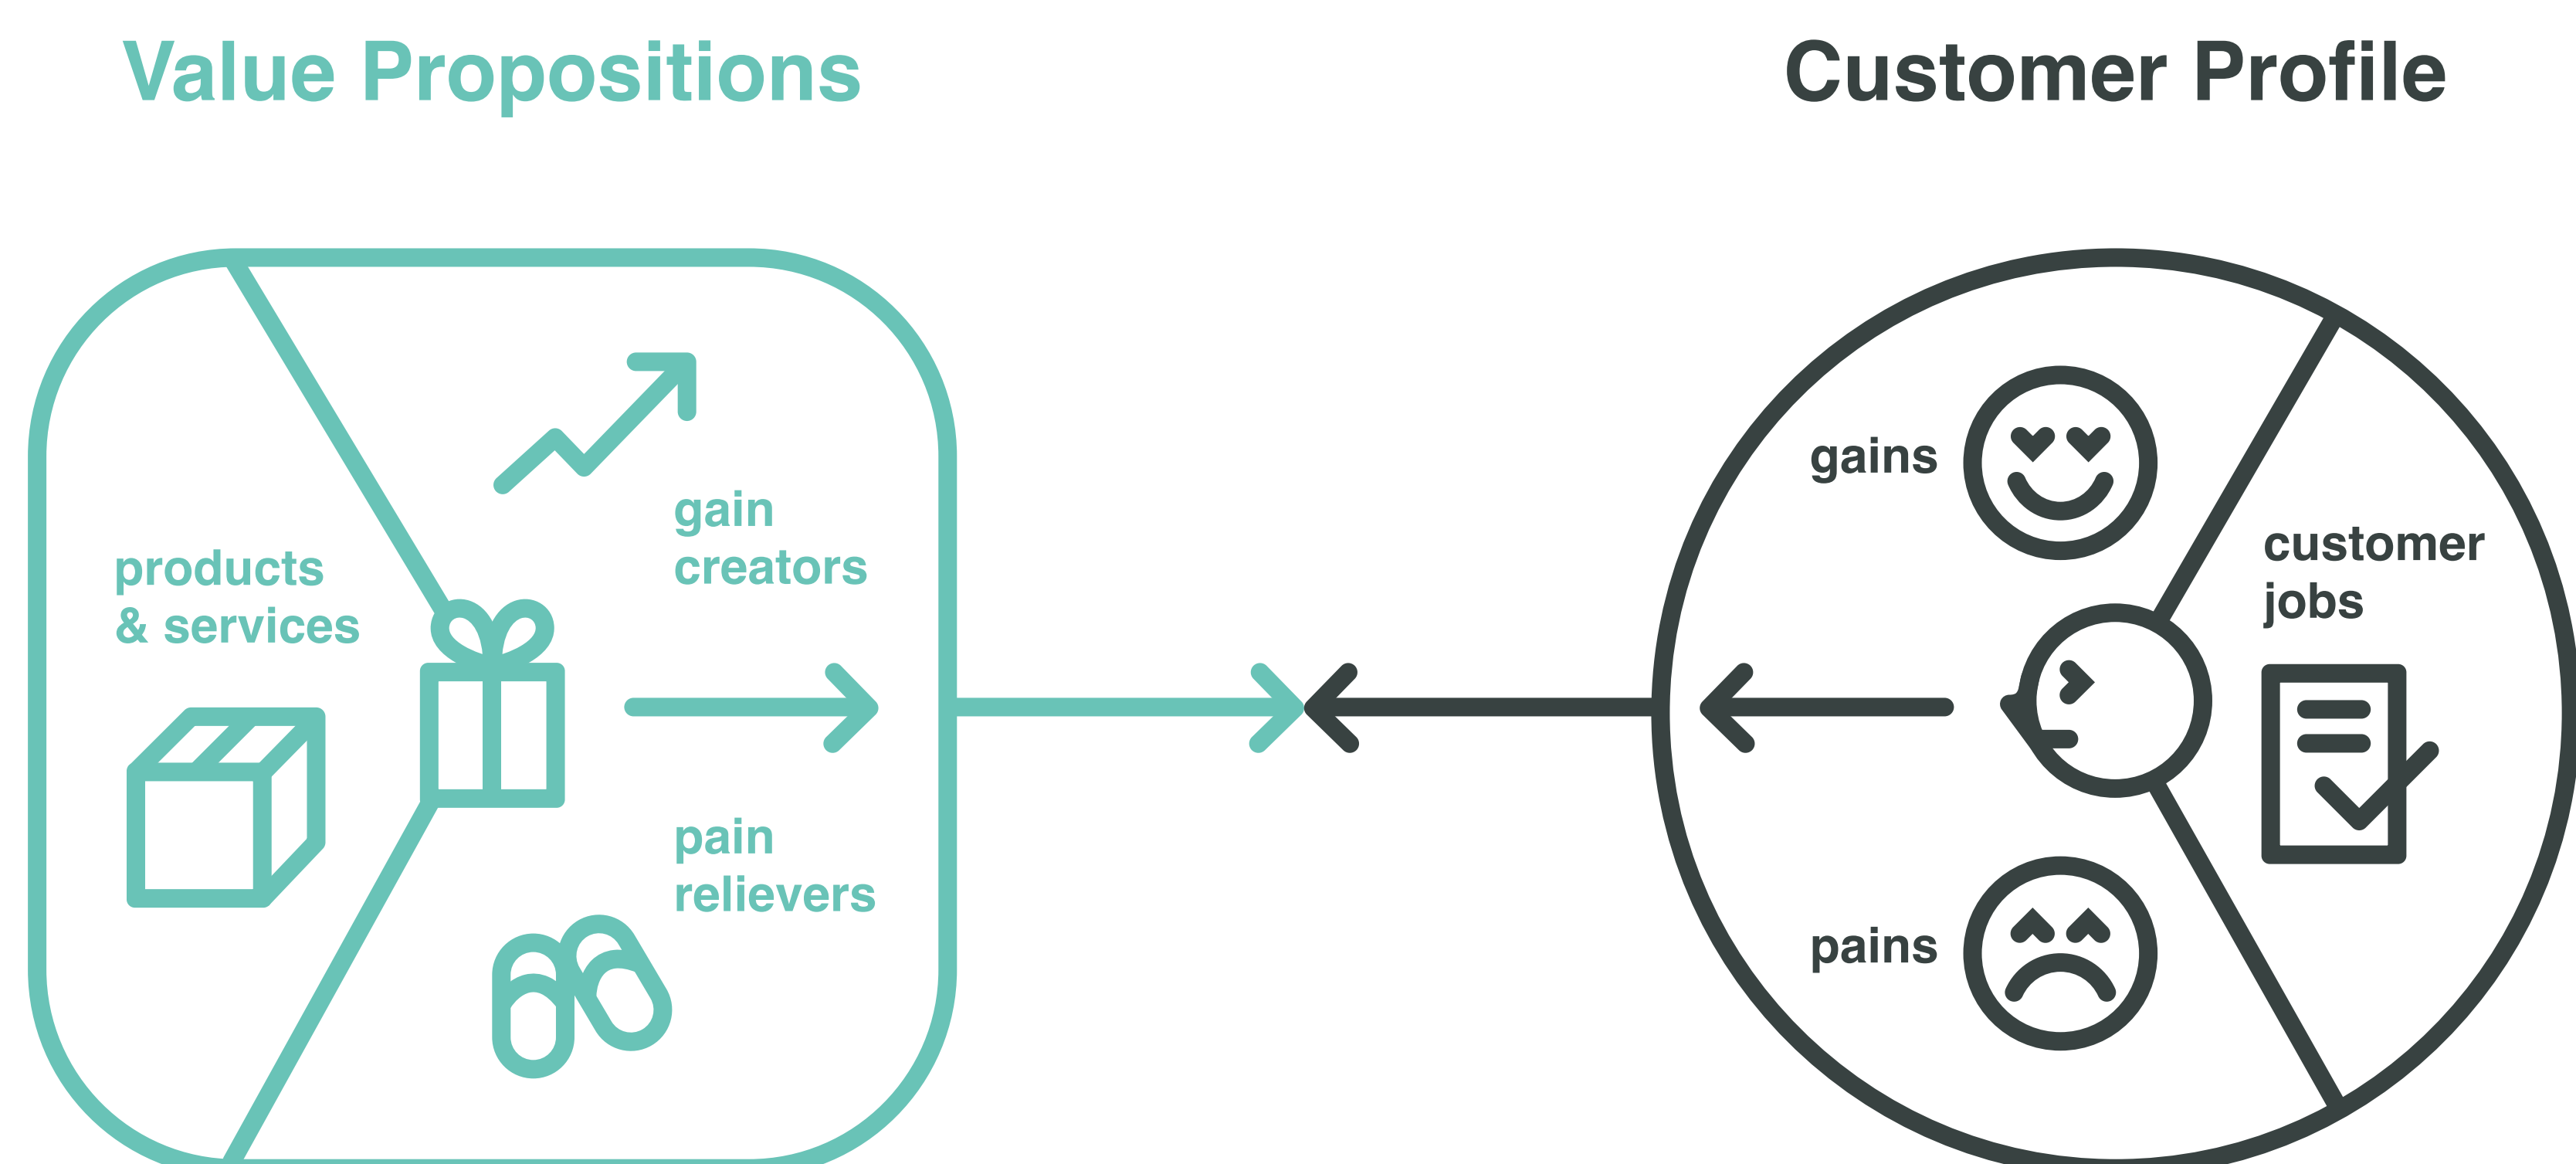 Value Propositions
Customer Profile
products
& services
gain
creators
pain
relievers
gains
pains
customer
jobs